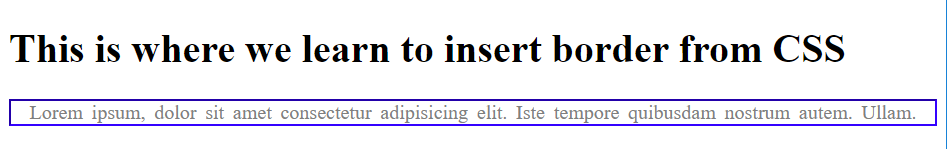 This is where we learn to insert border from CSS
Lorem ipsum, dolor sit amet consectetur adipisicing elit. Iste tempore quibusdam nostrum autem. Ullam.